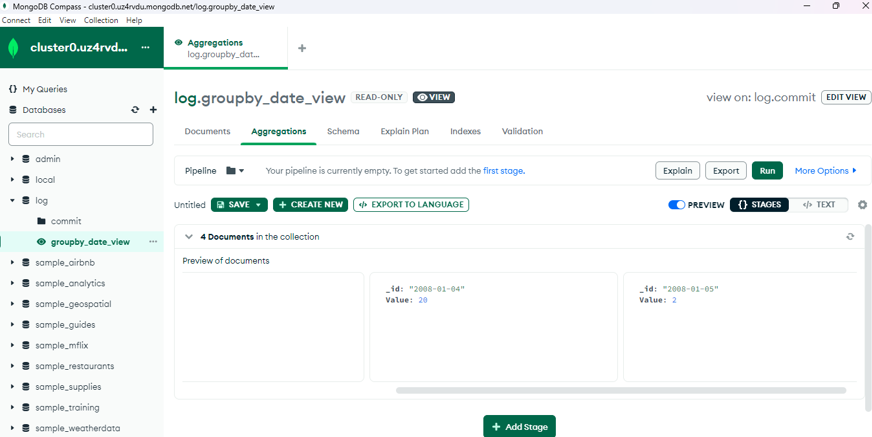 MongoDB Compass - cluster0.uz4rvdu.mongodb.net/log.groupby_date_view
Connect Edit View Collection Help
cluster0.uz4rvd... ...
{} My Queries
Databases
Search
admin
local
log
commit
groupby_date_view ...
sample_airbnb
sample_analytics
sample_geospatial
sample_guides
sample_mflix
sample_restaurants
sample_supplies
sample_training
sample_weatherdata
Aggregations
log.groupby_dat...
+
log.groupby_date_view READ-ONLY VIEW
view on: log.commit EDIT VIEW
Documents Aggregations Schema Explain Plan Indexes Validation
Pipeline Your pipeline is currently empty. To get started add the first stage. Explain Export Run More Options
Untitled SAVE + CREATE NEW </> EXPORT TO LANGUAGE PREVIEW {} STAGES </> TEXT
4 Documents in the collection
Preview of documents
_id: "2008-01-04"
Value: 20
_id: "2008-01-05"
Value: 2
+ Add Stage